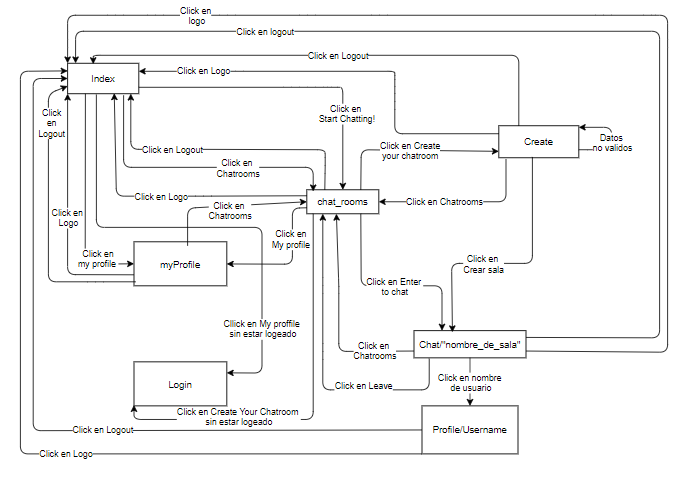 Click en
logo
Click en logout
Click en Logout
Click en Logo
Index
Click en
Start Chatting!
Click
en
Logout
Create
Datos
no validos
Click en Create
your chatroom
Click en Logout
Click en
Chatrooms
Click en Logo
chat_rooms
Click en Chatrooms
Click en
Chatrooms
Click en
Logo
Click en
My profile
Click en
my profile
myProfile
Click en
Crear sala
Click en Enter
to chat
Cllick en My proffile
sin estar logeado
Chat/"nombre_de_sala"
Click en
Chatrooms
Click en nombre
de usuario
Login
Click en Leave
Click en Create Your Chatroom
sin estar logeado
Click en Logout
Profile/Username
Click en Logo